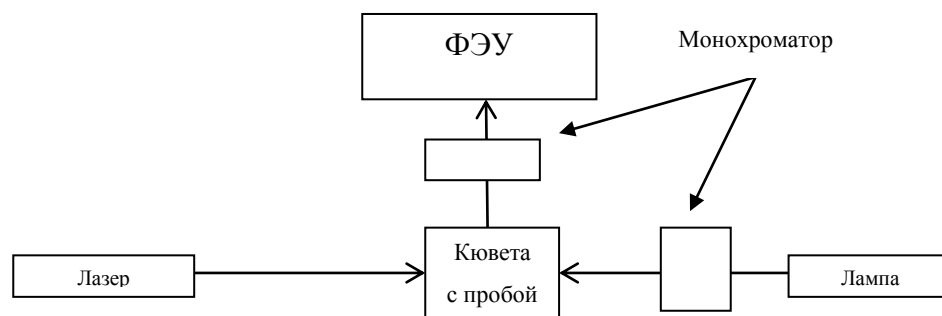 ФЭУ
Монохроматор
Кювета
с пробой
Лазер
Лампа